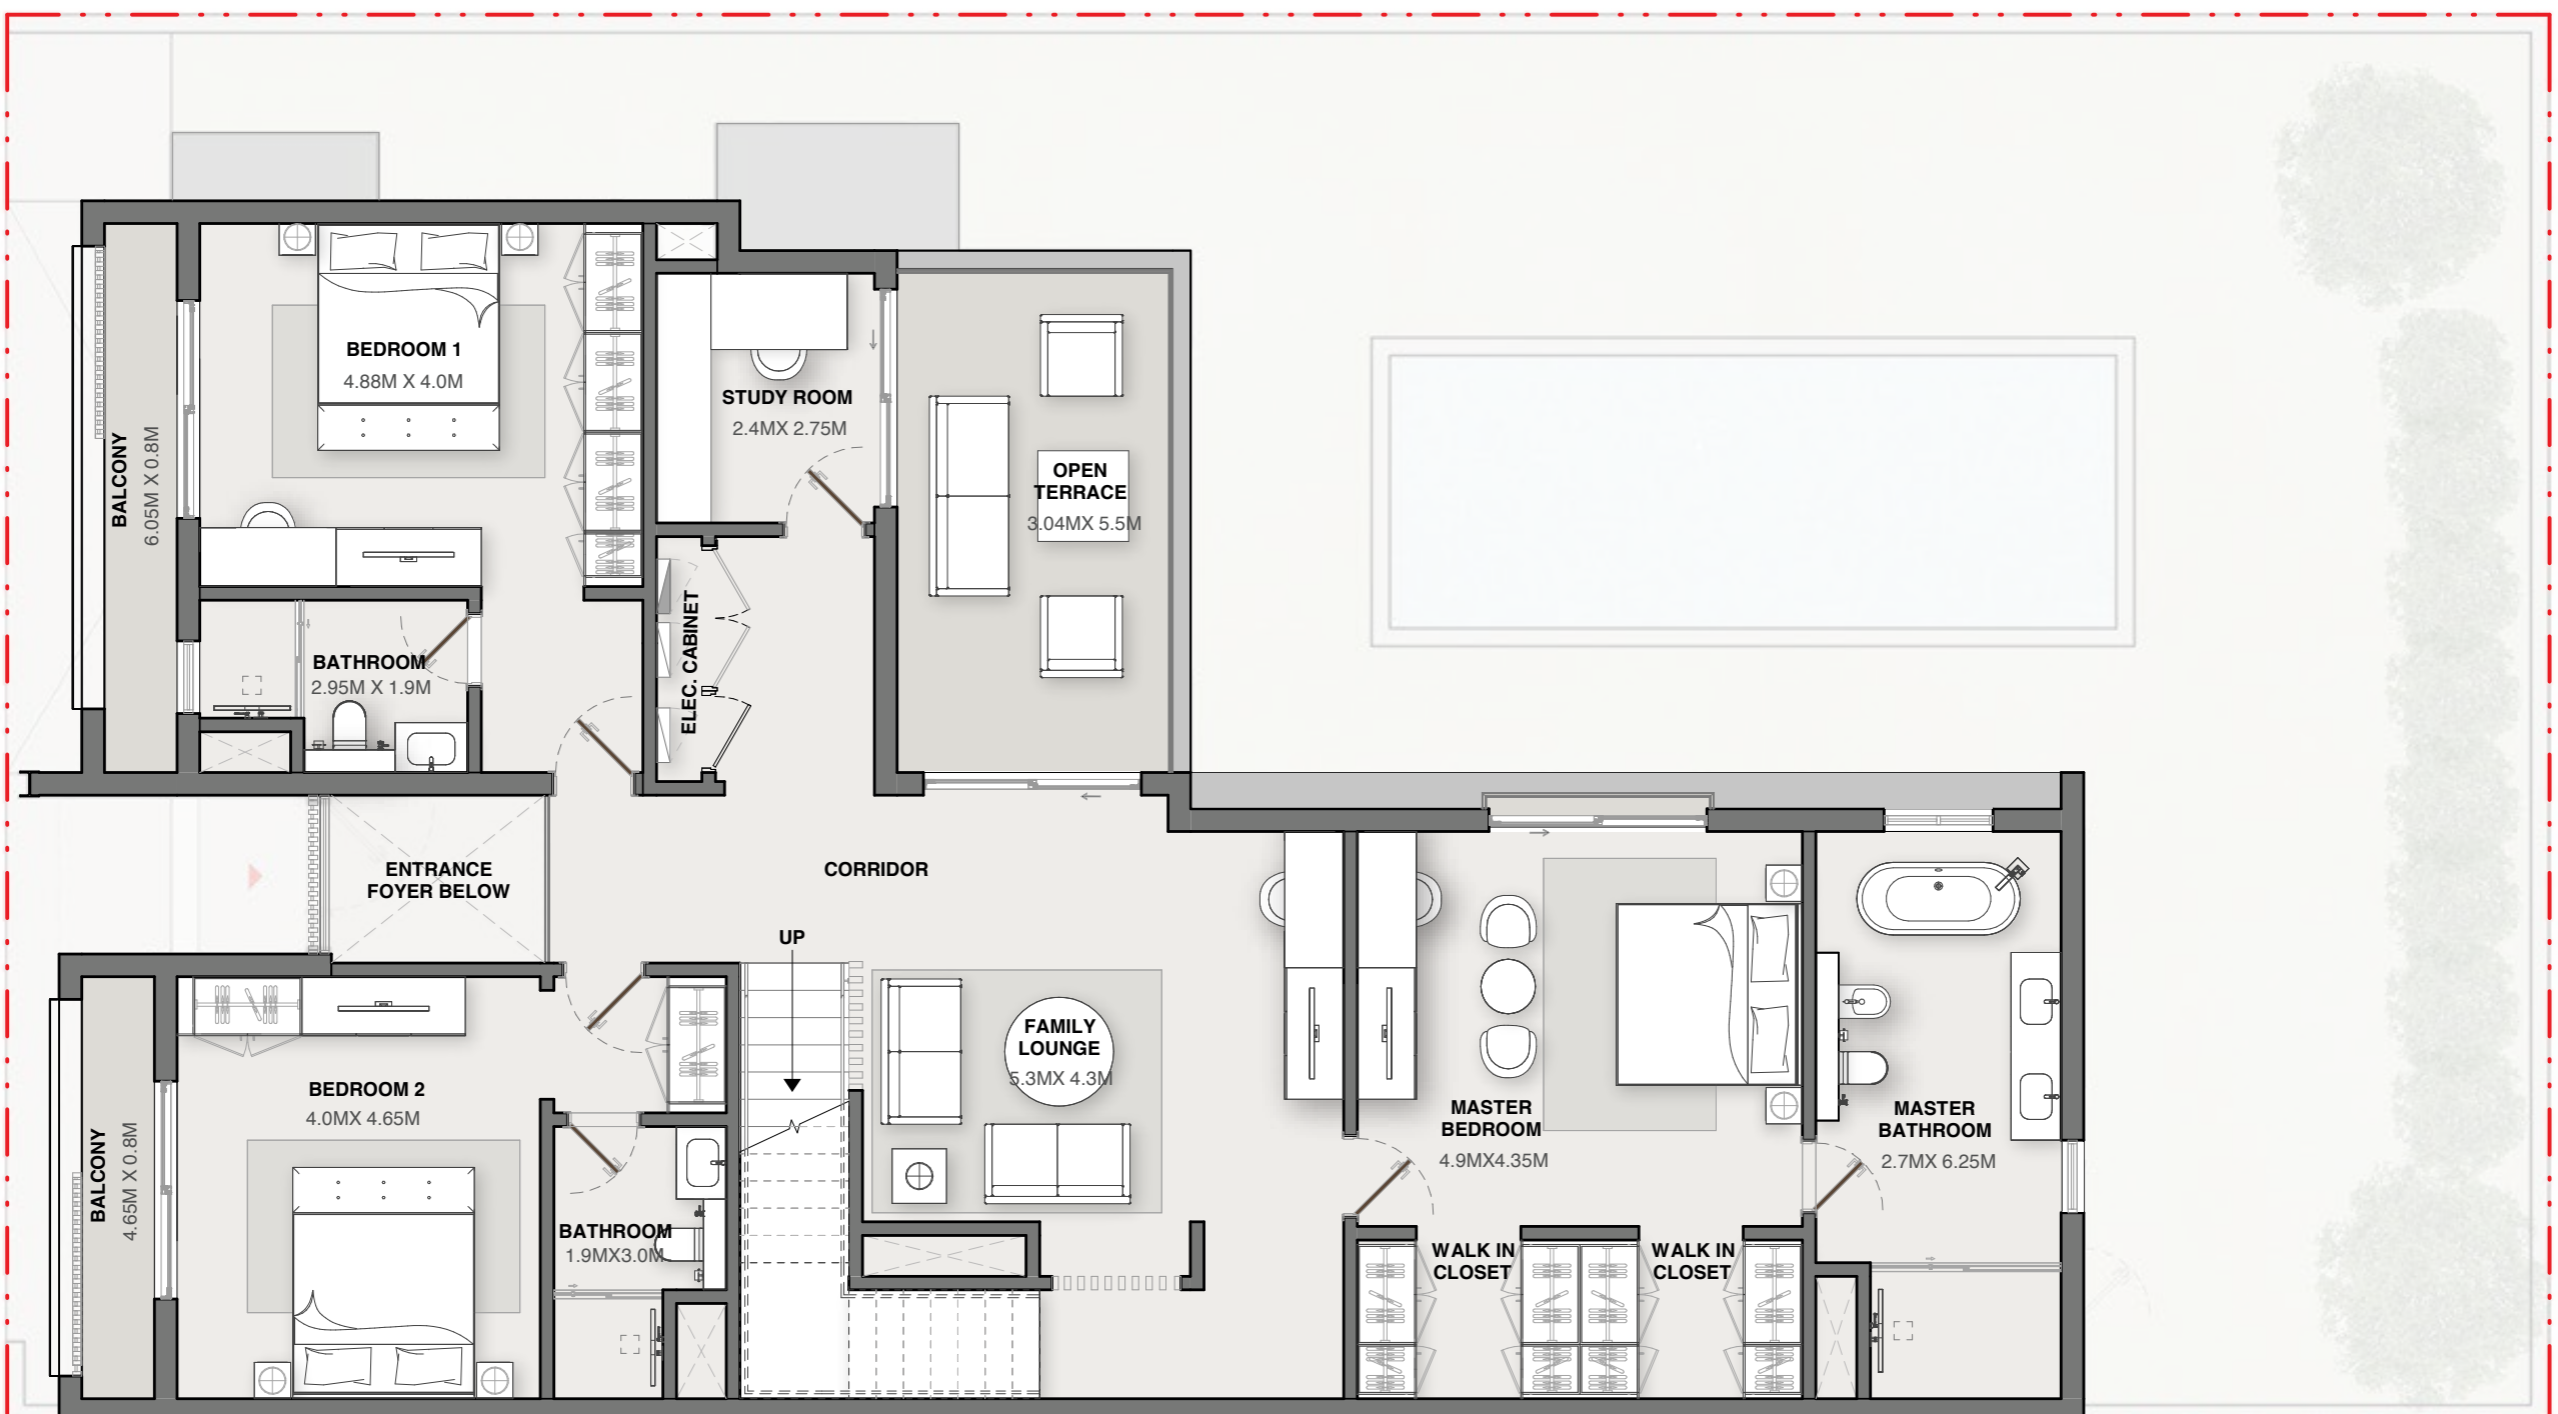 BEDROOM 1
4.88M X 4.0M
BALCONY
6.05M X 0.8M
STUDY ROOM
2.4MX 2.75M
OPEN
TERRACE
3.04MX 5.5M
BATHROOM
2.95M X 1.9M
ELEC. CABINET
ENTRANCE
FOYER BELOW
CORRIDOR
UP
FAMILY
LOUNGE
5.3MX 4.3M
BEDROOM 2
4.0MX 4.65M
BALCONY
4.65M X 0.8M
BATHROOM
1.9MX3.0M
MASTER
BEDROOM
4.9MX4.35M
MASTER
BATHROOM
2.7MX 6.25M
WALK IN
CLOSET
WALK IN
CLOSET